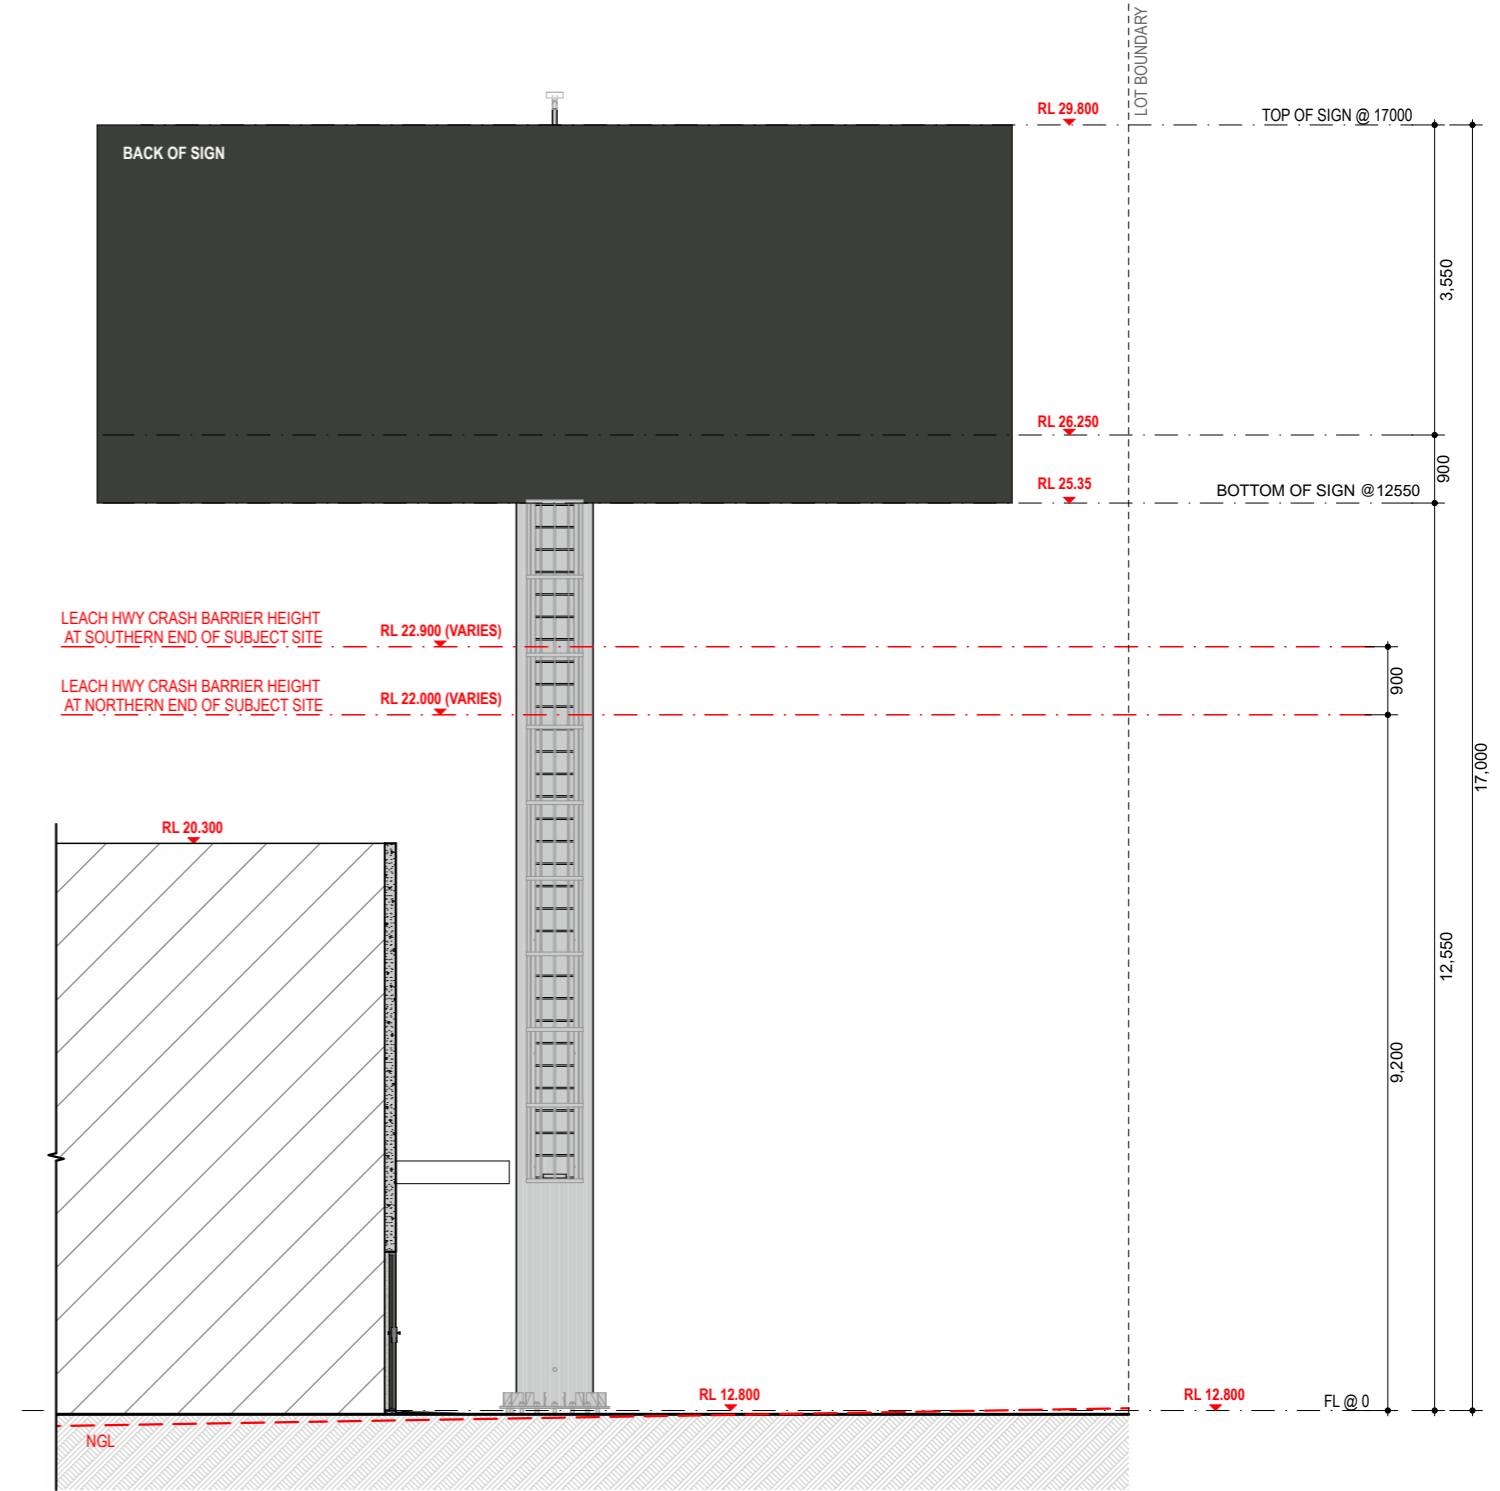 LOT BOUNDARY
RL 29.800
TOP OF SIGN @ 17000
BACK OF SIGN
3,550
RL 26.250
900
RL 25.35
BOTTOM OF SIGN @12550
LEACH HWY CRASH BARRIER HEIGHT
AT SOUTHERN END OF SUBJECT SITE
RL 22.900 (VARIES)
900
LEACH HWY CRASH BARRIER HEIGHT
AT NORTHERN END OF SUBJECT SITE
RL 22.000 (VARIES)
17,000
RL 20.300
12,550
9,200
RL 12.800
RL 12.800
FL @ 0
NGL